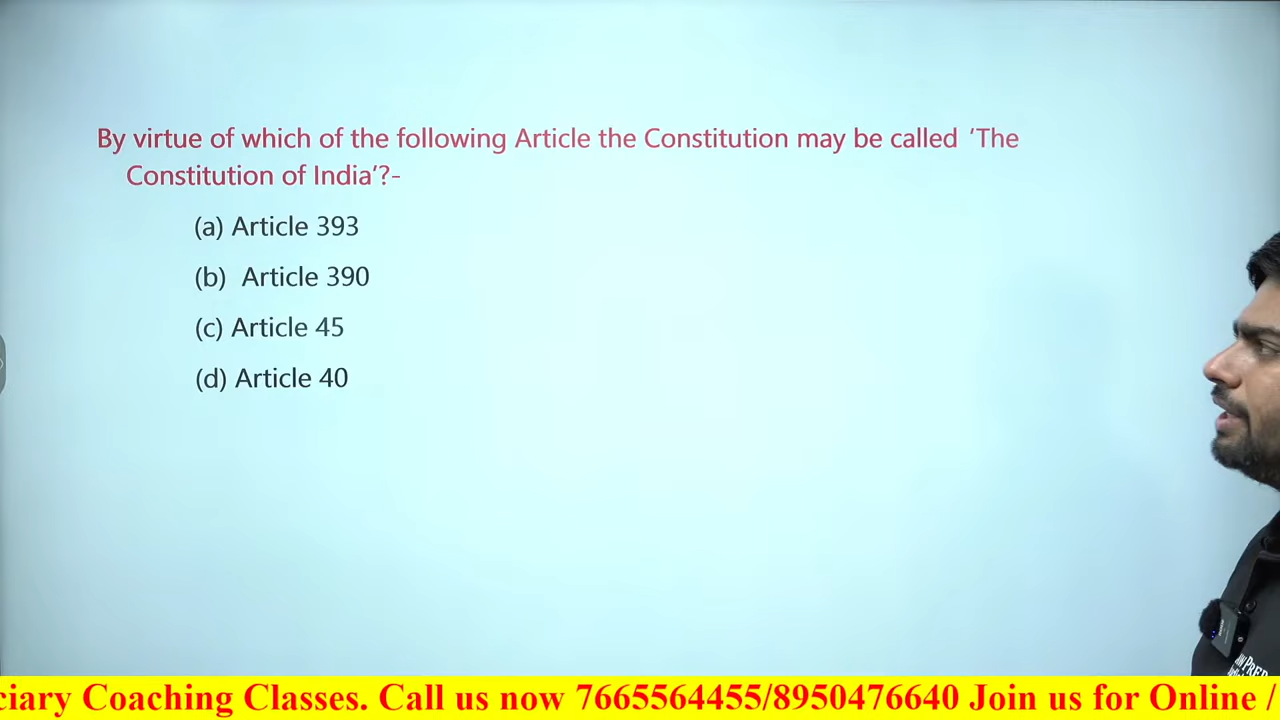 By virtue of which of the following Article the Constitution may be called ‘The
Constitution of India’?-
(a) Article 393
(b) Article 390
(c) Article 45
(d) Article 40
ciary Coaching Classes. Call us now 7665564455/8950476640 Join us for Online /